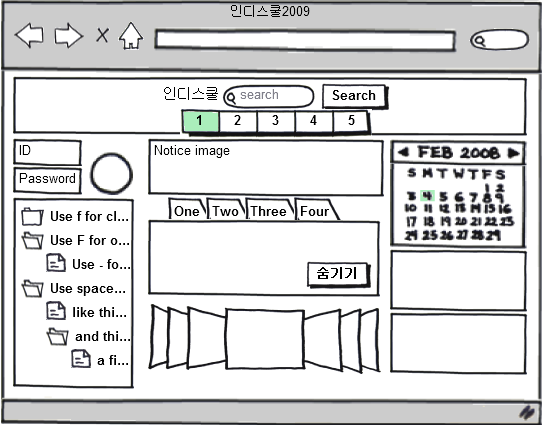 인디스쿨2009
인디스쿨 search Search
1 2 3 4 5
ID
Password
Notice image
One Two Three Four
숨기기
Use f for cl...
Use F for o...
Use - fo...
Use space...
like thi...
and thi...
a fi...
FEB 2008
S M T W T F S
1 2
3 4 5 6 7 8 9
10 11 12 13 14 15 16
17 18 19 20 21 22 23
24 25 26 27 28 29